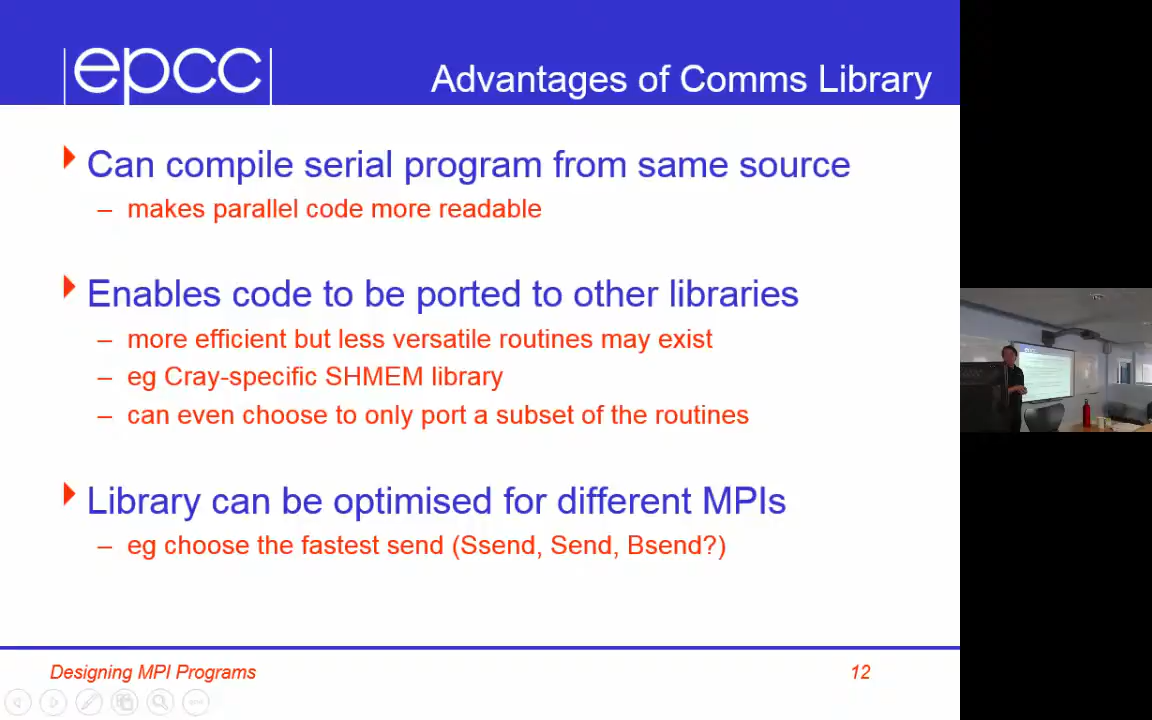 epcc
Advantages of Comms Library
Can compile serial program from same source
– makes parallel code more readable
Enables code to be ported to other libraries
– more efficient but less versatile routines may exist
– eg Cray-specific SHMEM library
– can even choose to only port a subset of the routines
Library can be optimised for different MPIs
– eg choose the fastest send (Ssend, Send, Bsend?)
Designing MPI Programs
12